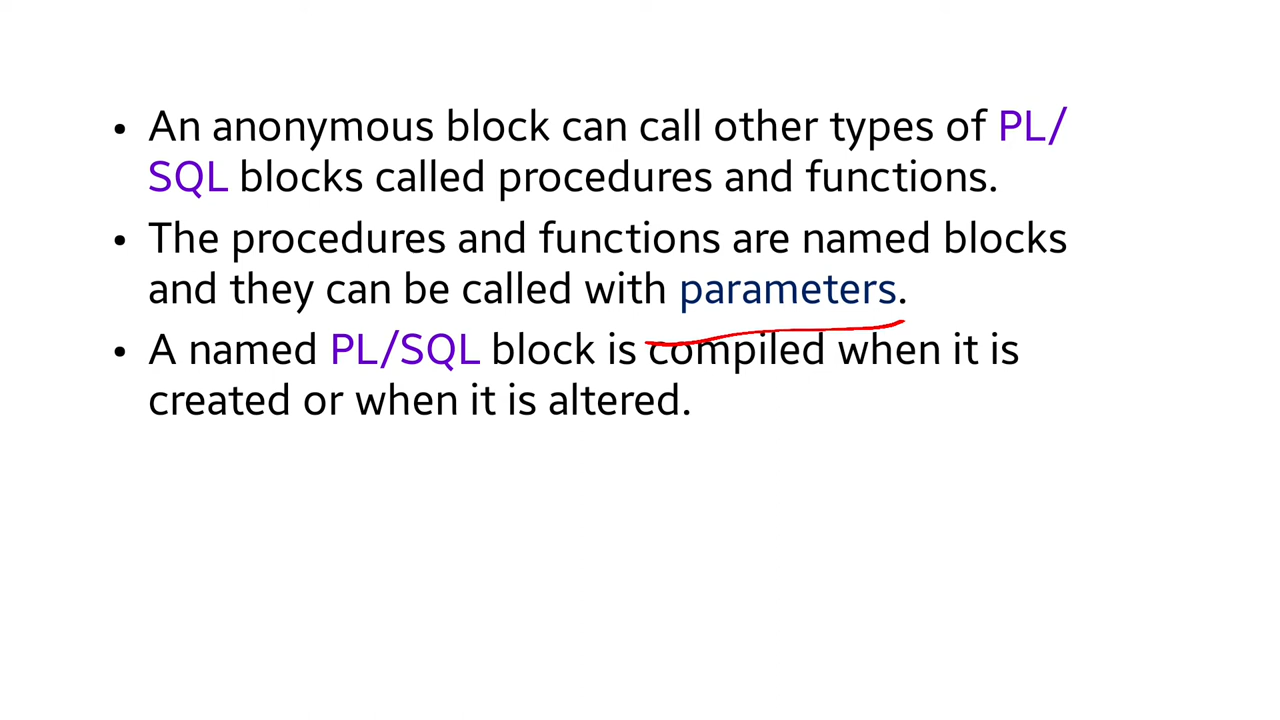 • An anonymous block can call other types of PL/
SQL blocks called procedures and functions.
• The procedures and functions are named blocks
and they can be called with parameters.
• A named PL/SQL block is compiled when it is
created or when it is altered.